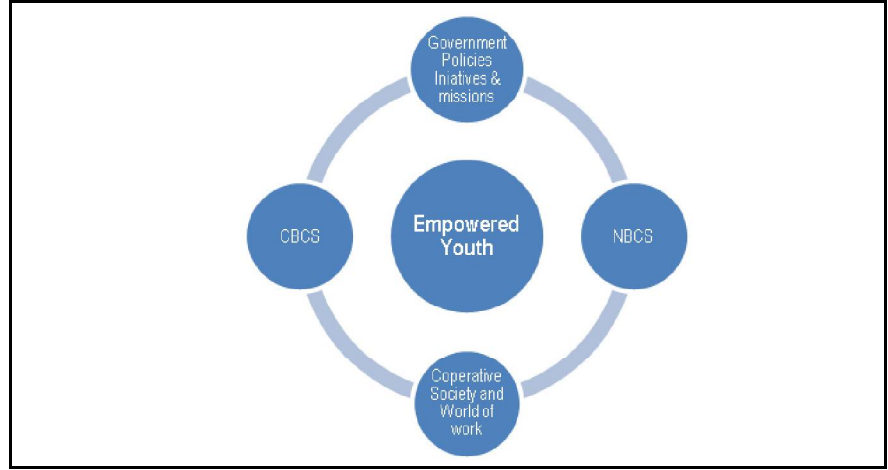 Government
Policies
Iniatives &
missions
CBCS
Empowered
Youth
NBCS
Coperative
Society and
World of
work